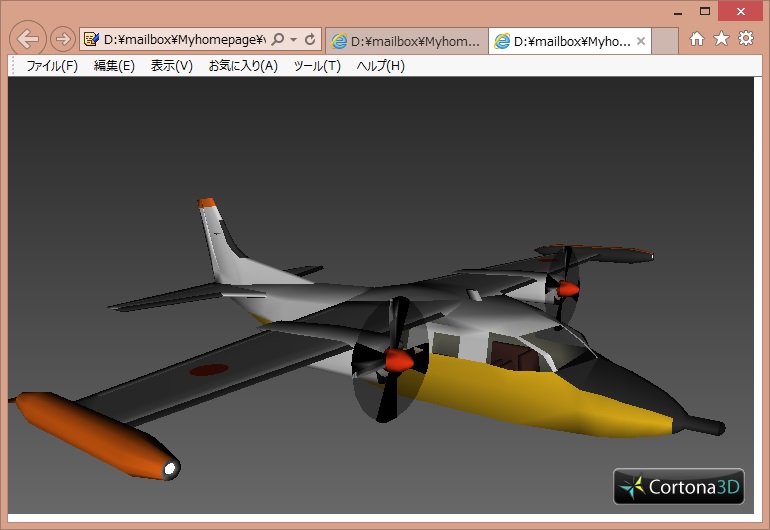 D:¥mailbox¥Myhomepage¥v
D:¥mailbox¥Myhom...
D:¥mailbox¥Myho...
ファイル(F) 編集(E) 表示(V) お気に入り(A) ツール(T) ヘルプ(H)
Cortona3D